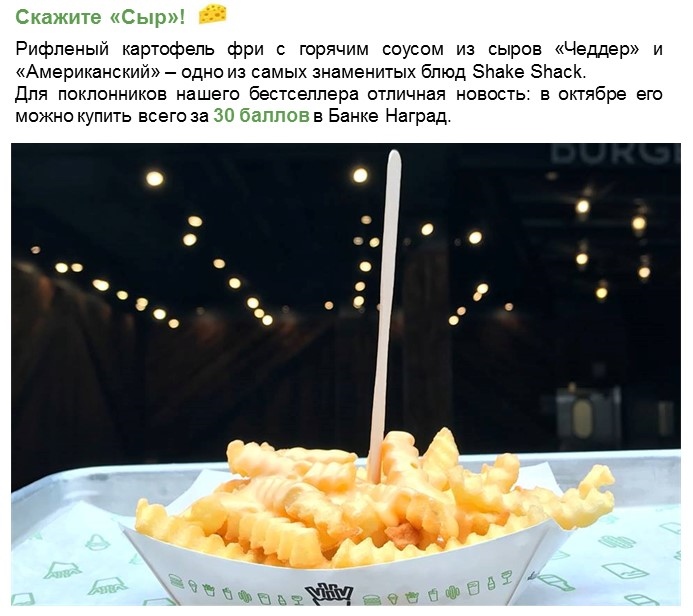 Скажите «Сыр»!
Рифленый картофель фри с горячим соусом из сыров «Чеддер» и
«Американский» – одно из самых знаменитых блюд Shake Shack.
Для поклонников нашего бестселлера отличная новость: в октябре его
можно купить всего за 30 баллов в Банке Наград.